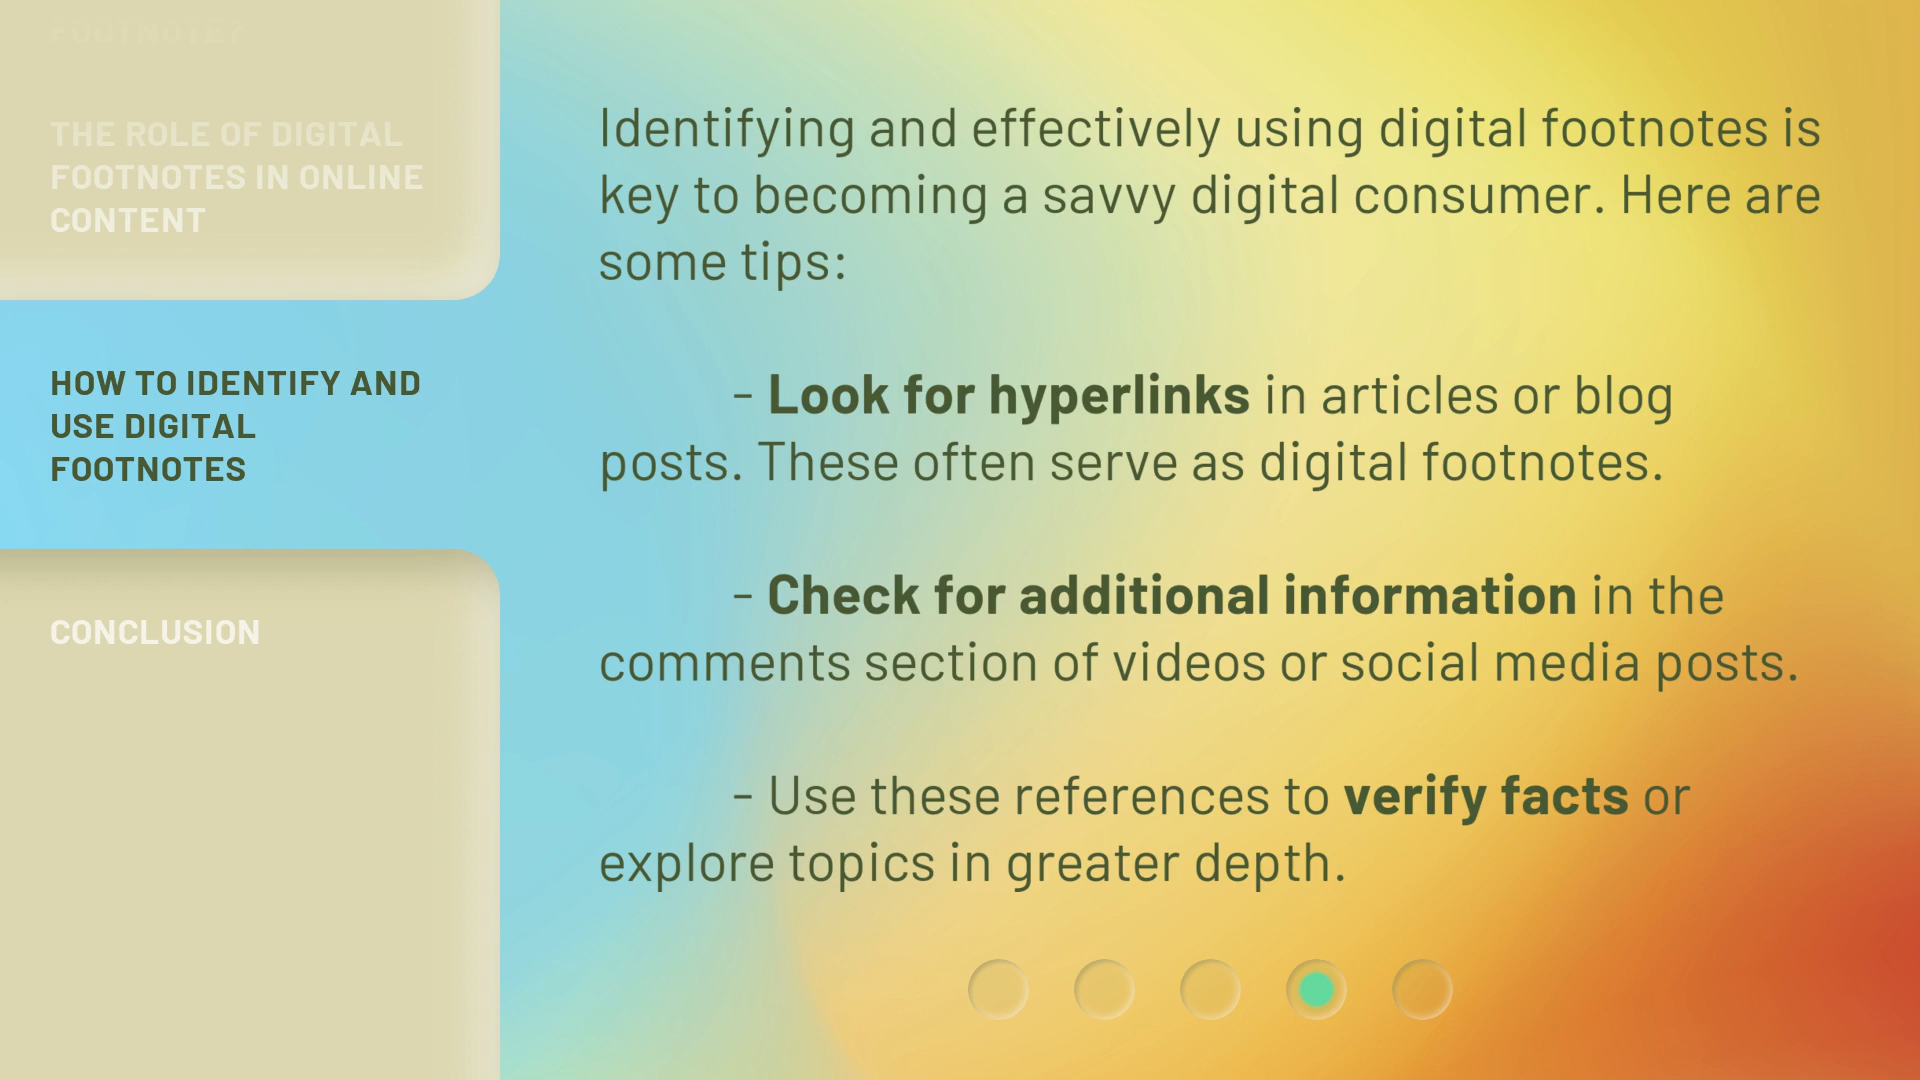 FOOTNOTE?
THE ROLE OF DIGITAL
FOOTNOTES IN ONLINE
CONTENT
HOW TO IDENTIFY AND
USE DIGITAL
FOOTNOTES
CONCLUSION
Identifying and effectively using digital footnotes is
key to becoming a savvy digital consumer. Here are
some tips:
- Look for hyperlinks in articles or blog
posts. These often serve as digital footnotes.
- Check for additional information in the
comments section of videos or social media posts.
- Use these references to verify facts or
explore topics in greater depth.